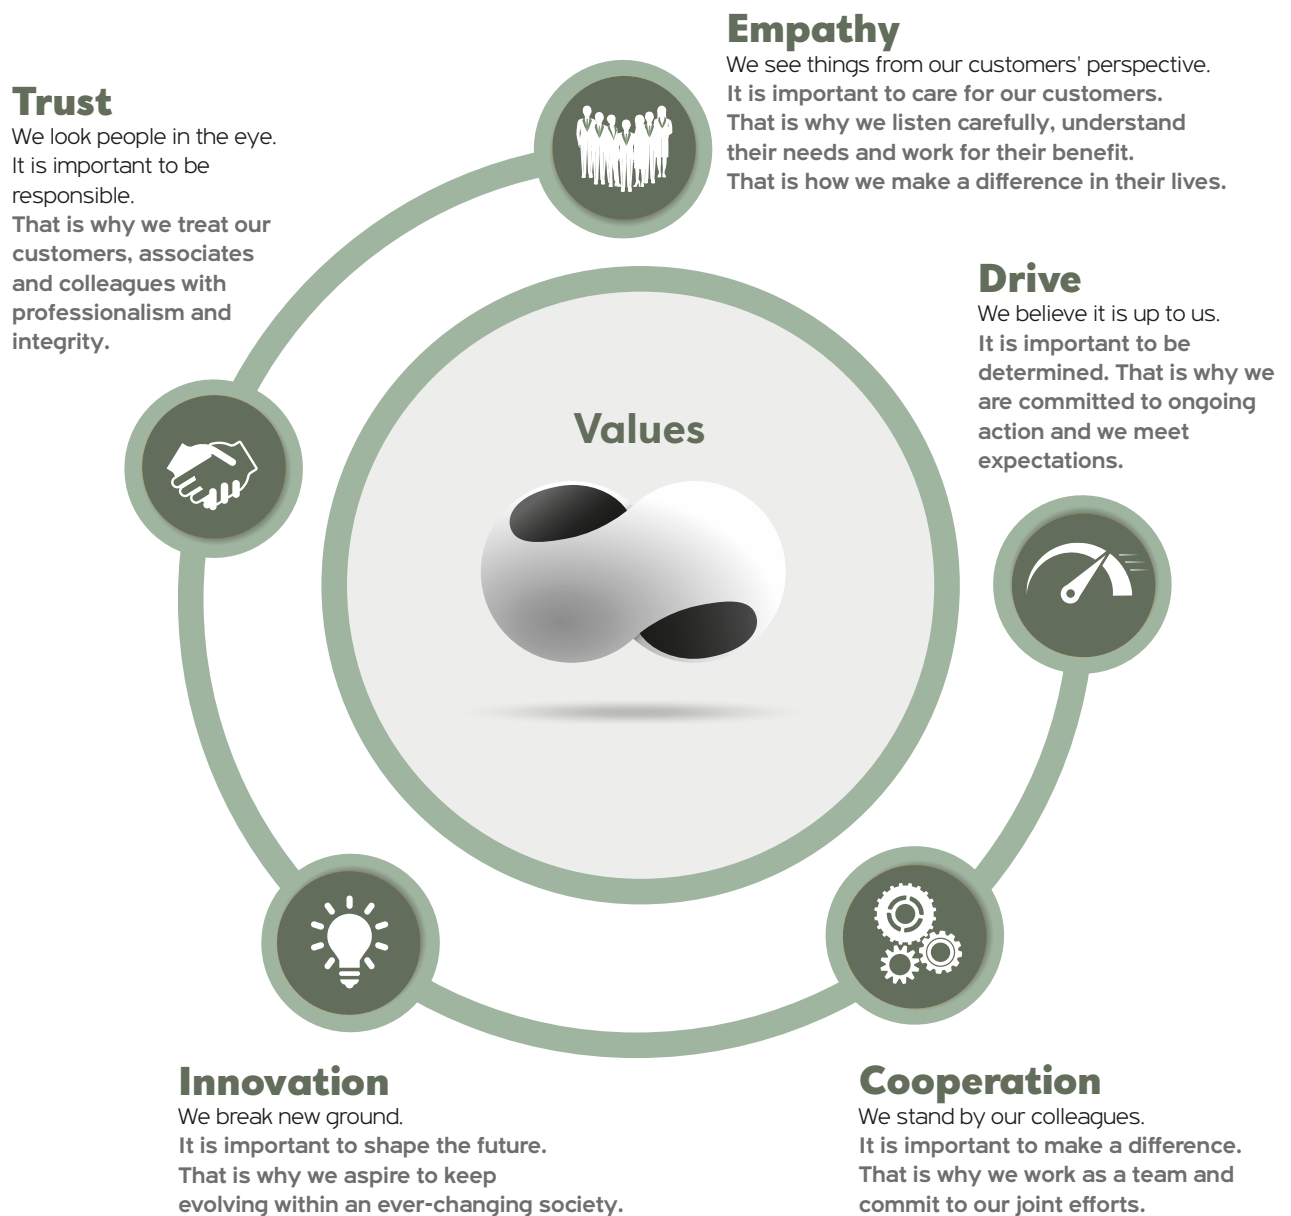 Empathy
We see things from our customers' perspective.
It is important to care for our customers.
That is why we listen carefully, understand
their needs and work for their benefit.
That is how we make a difference in their lives.
Trust
We look people in the eye.
It is important to be
responsible.
That is why we treat our
customers, associates
and colleagues with
professionalism and
integrity.
Drive
We believe it is up to us.
It is important to be
determined. That is why we
are committed to ongoing
action and we meet
expectations.
Values
Innovation
We break new ground.
It is important to shape the future.
That is why we aspire to keep
evolving within an ever-changing society.
Cooperation
We stand by our colleagues.
It is important to make a difference.
That is why we work as a team and
commit to our joint efforts.